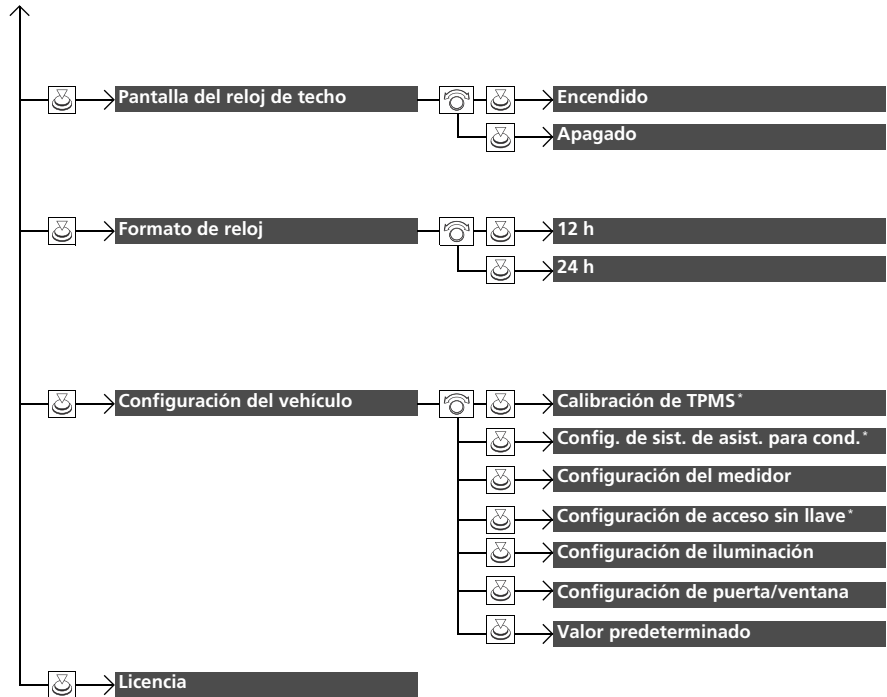 Pantalla del reloj de techo
Encendido
Apagado
Formato de reloj
12 h
24 h
Configuración del vehículo
Calibración de TPMS*
Config. de sist. de asist. para cond.*
Configuración del medidor
Configuración de acceso sin llave*
Configuración de iluminación
Configuración de puerta/ventana
Valor predeterminado
Licencia